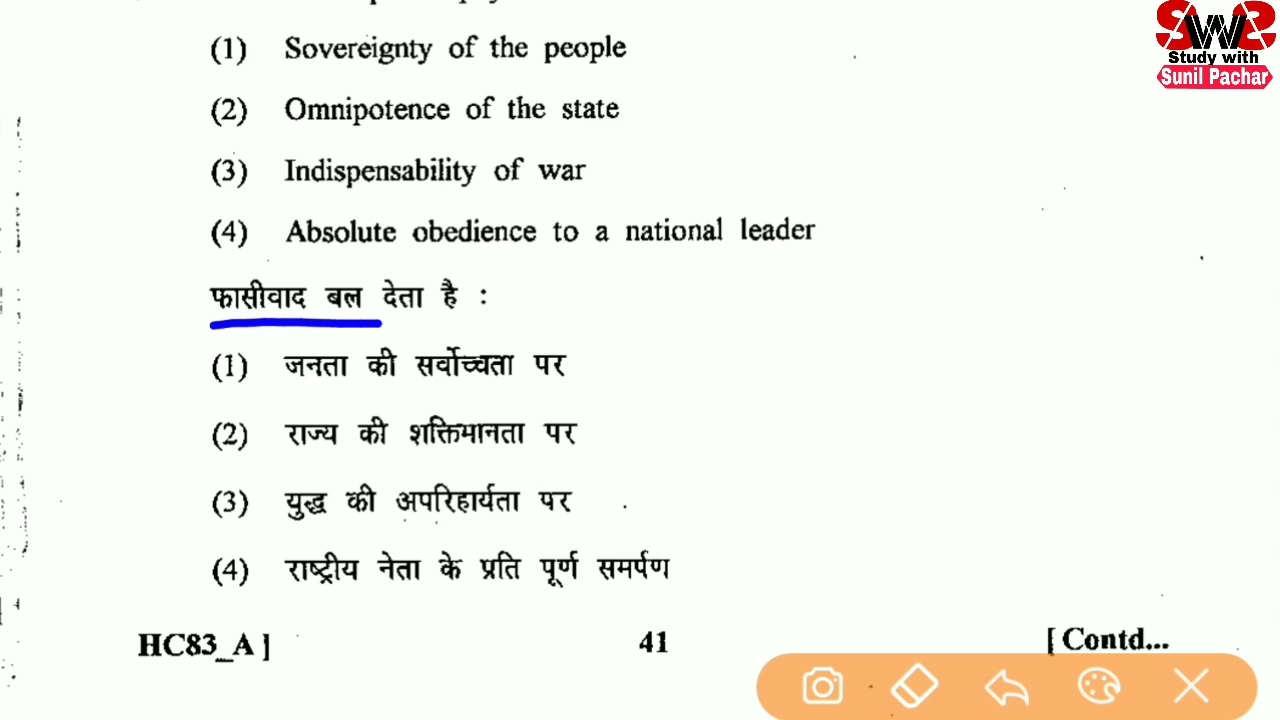 (1) Sovereignty of the people
(2) Omnipotence of the state
(3) Indispensability of war
(4) Absolute obedience to a national leader
फासीवाद बल देता है :
(1) जनता की सर्वोच्चता पर
(2) राज्य की शक्तिमानता पर
(3) युद्ध की अपरिहार्यता पर
(4) राष्ट्रीय नेता के प्रति पूर्ण समर्पण
HC83_A ] 41 [ Contd...
SWS
Study with
Sunil Pachar